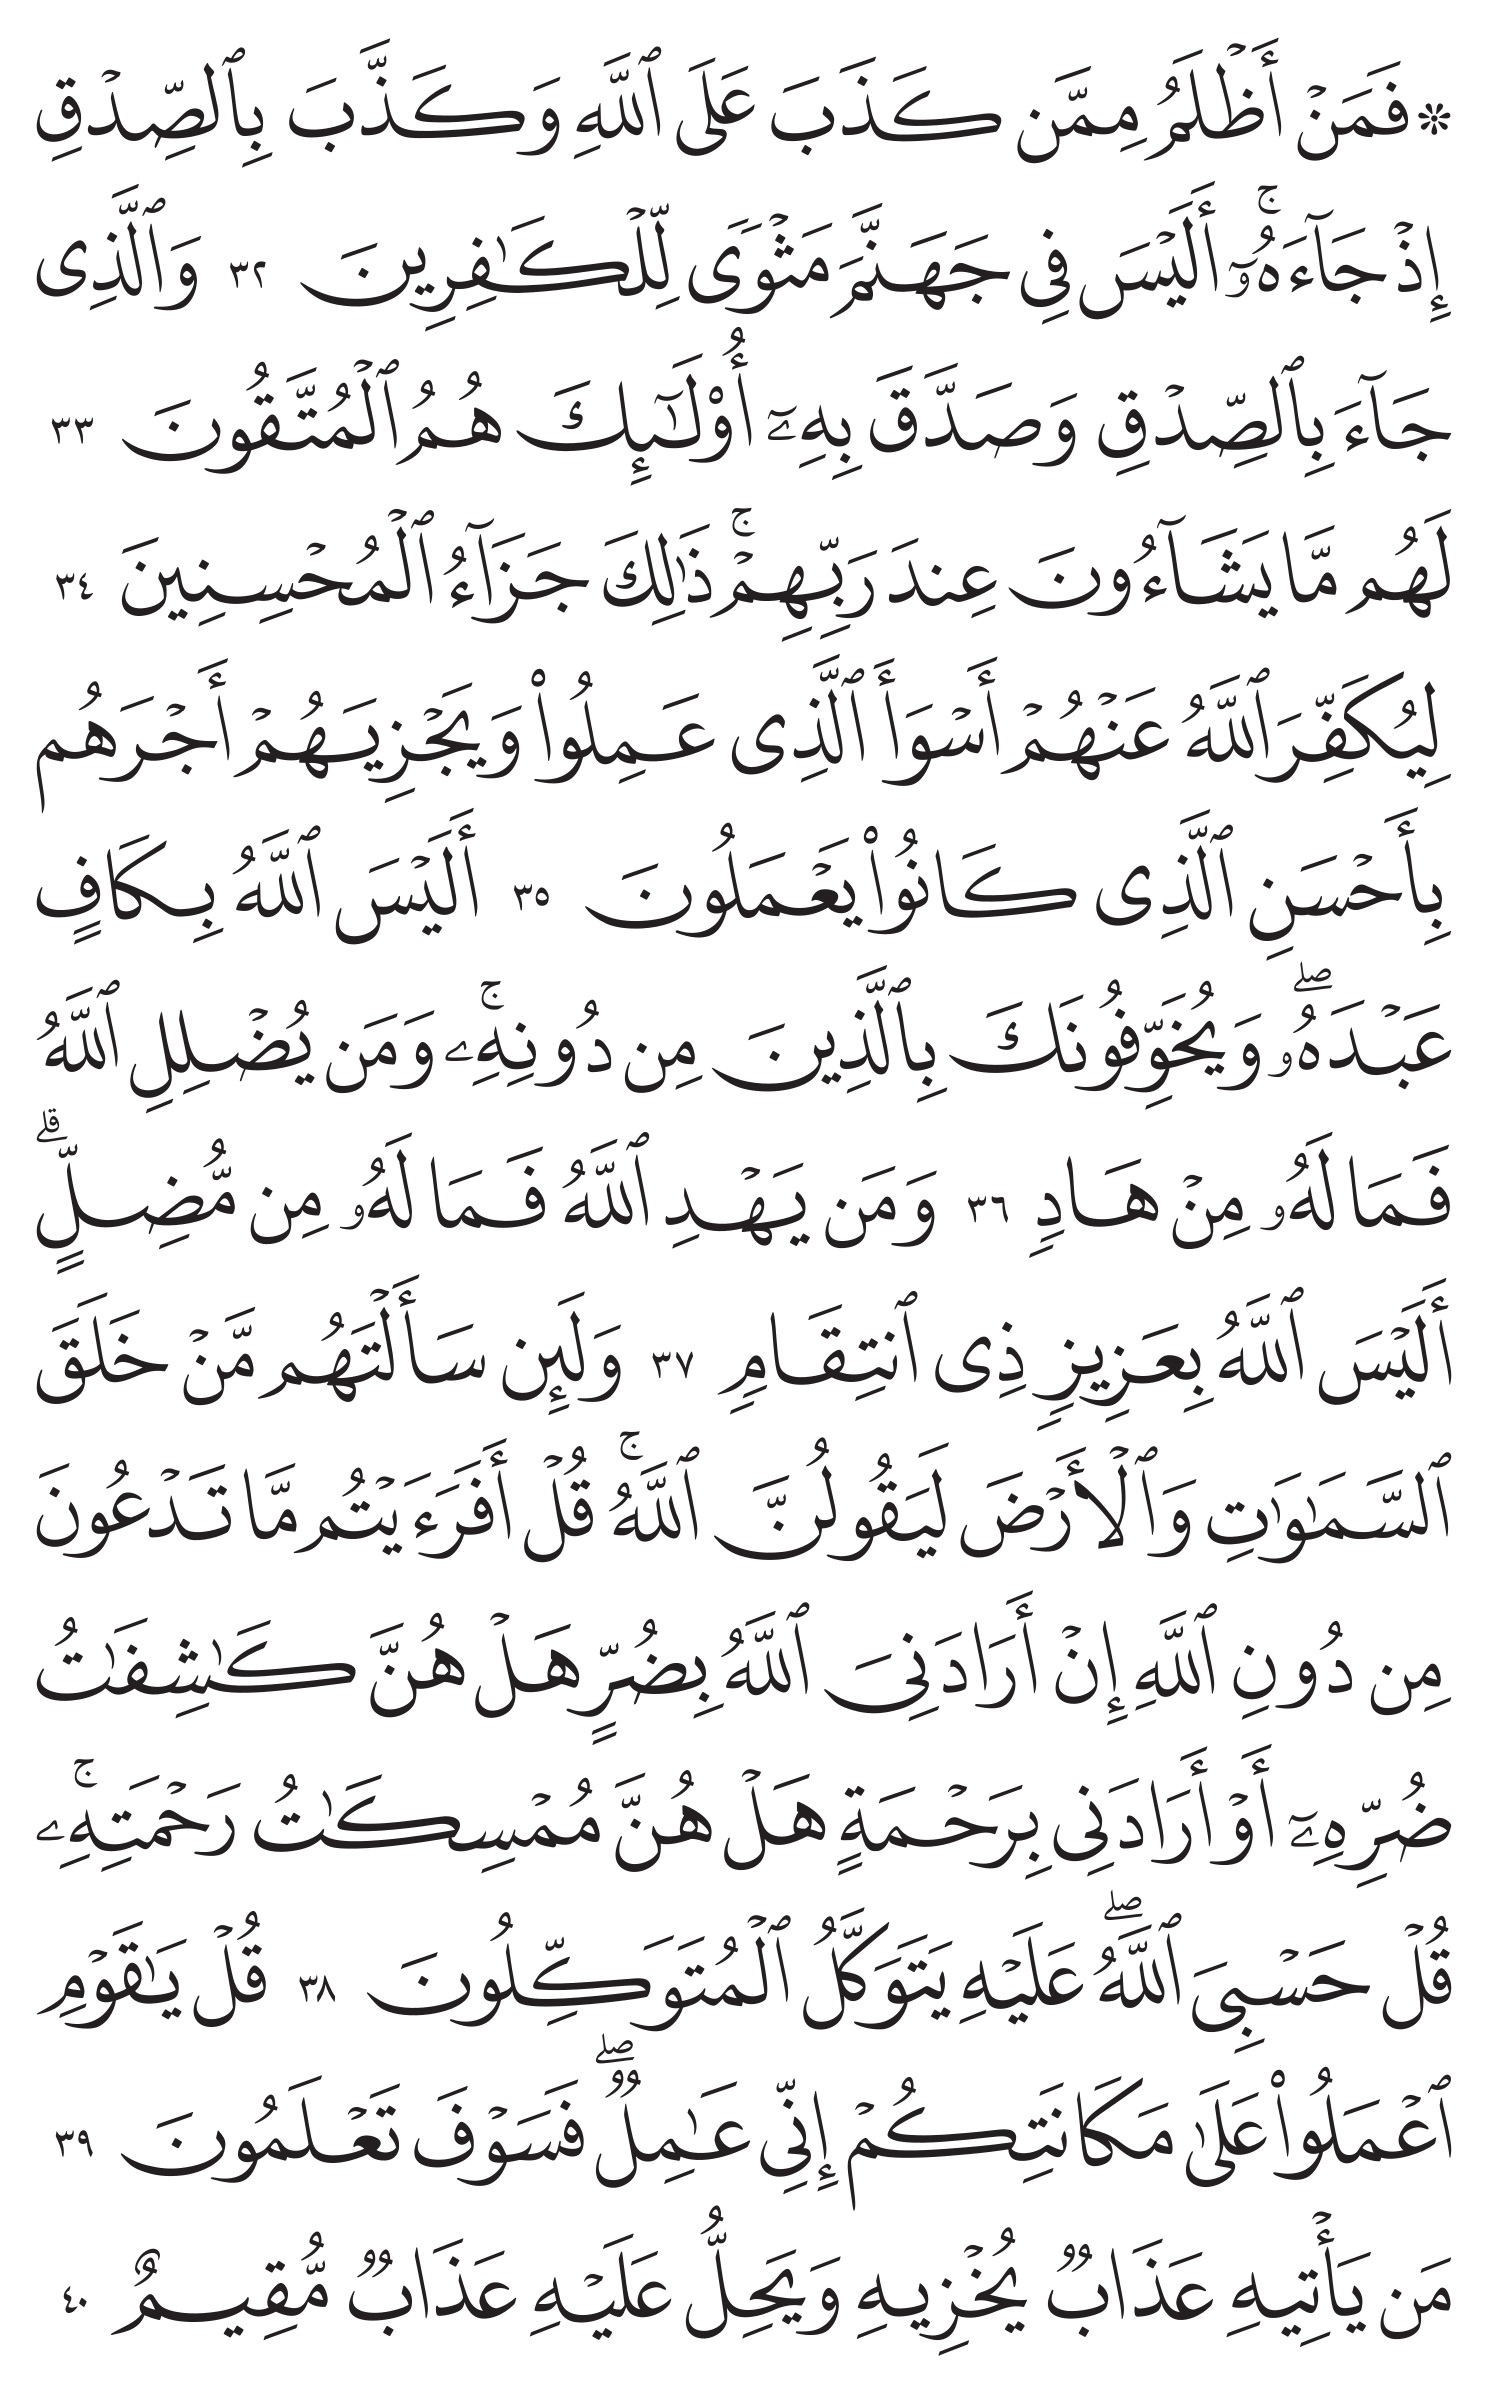 ۞ فَمَنۡ أَظۡلَمُ مِمَّن كَذَبَ عَلَى ٱللَّهِ وَكَذَّبَ بِٱلصِّدۡقِ
إِذۡ جَآءَهُۥٓۚ أَلَيۡسَ فِي جَهَنَّمَ مَثۡوٗى لِّلۡكَٰفِرِينَ ٣٢ وَٱلَّذِي
جَآءَ بِٱلصِّدۡقِ وَصَدَّقَ بِهِۦٓ أُوْلَٰٓئِكَ هُمُ ٱلۡمُتَّقُونَ ٣٣
لَهُم مَّا يَشَآءُونَ عِندَ رَبِّهِمۡۚ ذَٰلِكَ جَزَآءُ ٱلۡمُحۡسِنِينَ ٣٤
لِيُكَفِّرَ ٱللَّهُ عَنۡهُمۡ أَسۡوَأَ ٱلَّذِي عَمِلُواْ وَيَجۡزِيَهُمۡ أَجۡرَهُم
بِأَحۡسَنِ ٱلَّذِي كَانُواْ يَعۡمَلُونَ ٣٥ أَلَيۡسَ ٱللَّهُ بِكَافٍ
عَبۡدَهُۥۖ وَيُخَوِّفُونَكَ بِٱلَّذِينَ مِن دُونِهِۦۚ وَمَن يُضۡلِلِ ٱللَّهُ
فَمَا لَهُۥ مِنۡ هَادٖ ٣٦ وَمَن يَهۡدِ ٱللَّهُ فَمَا لَهُۥ مِن مُّضِلٍّۗ
أَلَيۡسَ ٱللَّهُ بِعَزِيزٖ ذِي ٱنتِقَامٖ ٣٧ وَلَئِن سَأَلۡتَهُم مَّنۡ خَلَقَ
ٱلسَّمَٰوَٰتِ وَٱلۡأَرۡضَ لَيَقُولُنَّ ٱللَّهُۚ قُلۡ أَفَرَءَيۡتُم مَّا تَدۡعُونَ
مِن دُونِ ٱللَّهِ إِنۡ أَرَادَنِيَ ٱللَّهُ بِضُرٍّ هَلۡ هُنَّ كَٰشِفَٰتُ
ضُرِّهِۦٓ أَوۡ أَرَادَنِي بِرَحۡمَةٍ هَلۡ هُنَّ مُمۡسِكَٰتُ رَحۡمَتِهِۦۚ
قُلۡ حَسۡبِيَ ٱللَّهُۖ عَلَيۡهِ يَتَوَكَّلُ ٱلۡمُتَوَكِّلُونَ ٣٨ قُلۡ يَٰقَوۡمِ
ٱعۡمَلُواْ عَلَىٰ مَكَانَتِكُمۡ إِنِّي عَٰمِلٞۖ فَسَوۡفَ تَعۡلَمُونَ ٣٩
مَن يَأۡتِيهِ عَذَابٞ يُخۡزِيهِ وَيَحِلُّ عَلَيۡهِ عَذَابٞ مُّقِيمٌ ٤٠